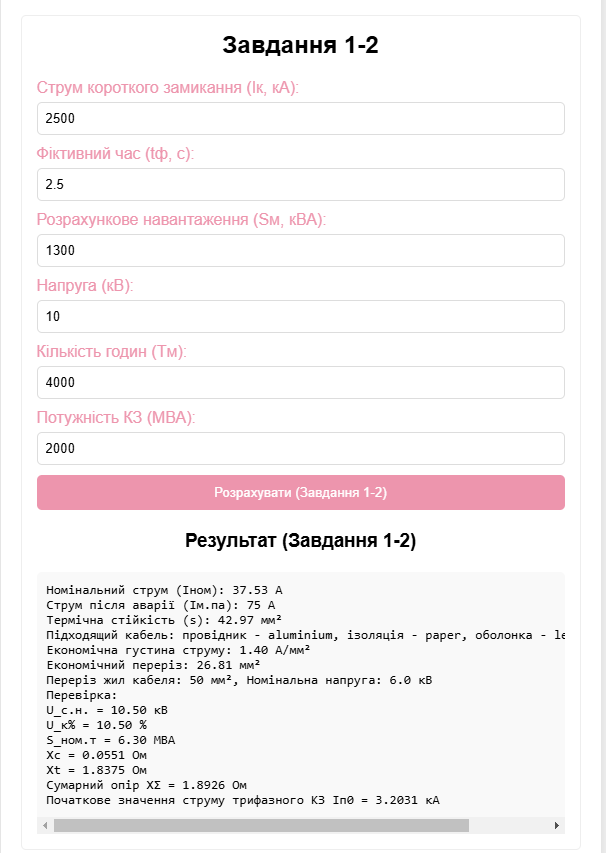 Завдання 1-2
Струм короткого замикання (Ік, кА):
2500
Фіктивний час (tф, с):
2.5
Розрахункове навантаження (Sм, кВА):
1300
Напруга (кВ):
10
Кількість годин (Тм):
4000
Потужність КЗ (МВА):
2000
Розрахувати (Завдання 1-2)
Результат (Завдання 1-2)
Номінальний струм (Іном): 37.53 А
Струм після аварії (Ім.па): 75 А
Термічна стійкість (s): 42.97 мм²
Підходящий кабель: провідник - aluminium, ізоляція - paper, оболонка - le
Економічна густина струму: 1.40 А/мм²
Економічний переріз: 26.81 мм²
Переріз жил кабеля: 50 мм², Номінальна напруга: 6.0 кВ
Перевірка:
U_с.н. = 10.50 кВ
U_к% = 10.50 %
S_ном.т = 6.30 МВА
Xc = 0.0551 Ом
Xt = 1.8375 Ом
Сумарний опір XΣ = 1.8926 Ом
Початкове значення струму трифазного КЗ Iп0 = 3.2031 кА